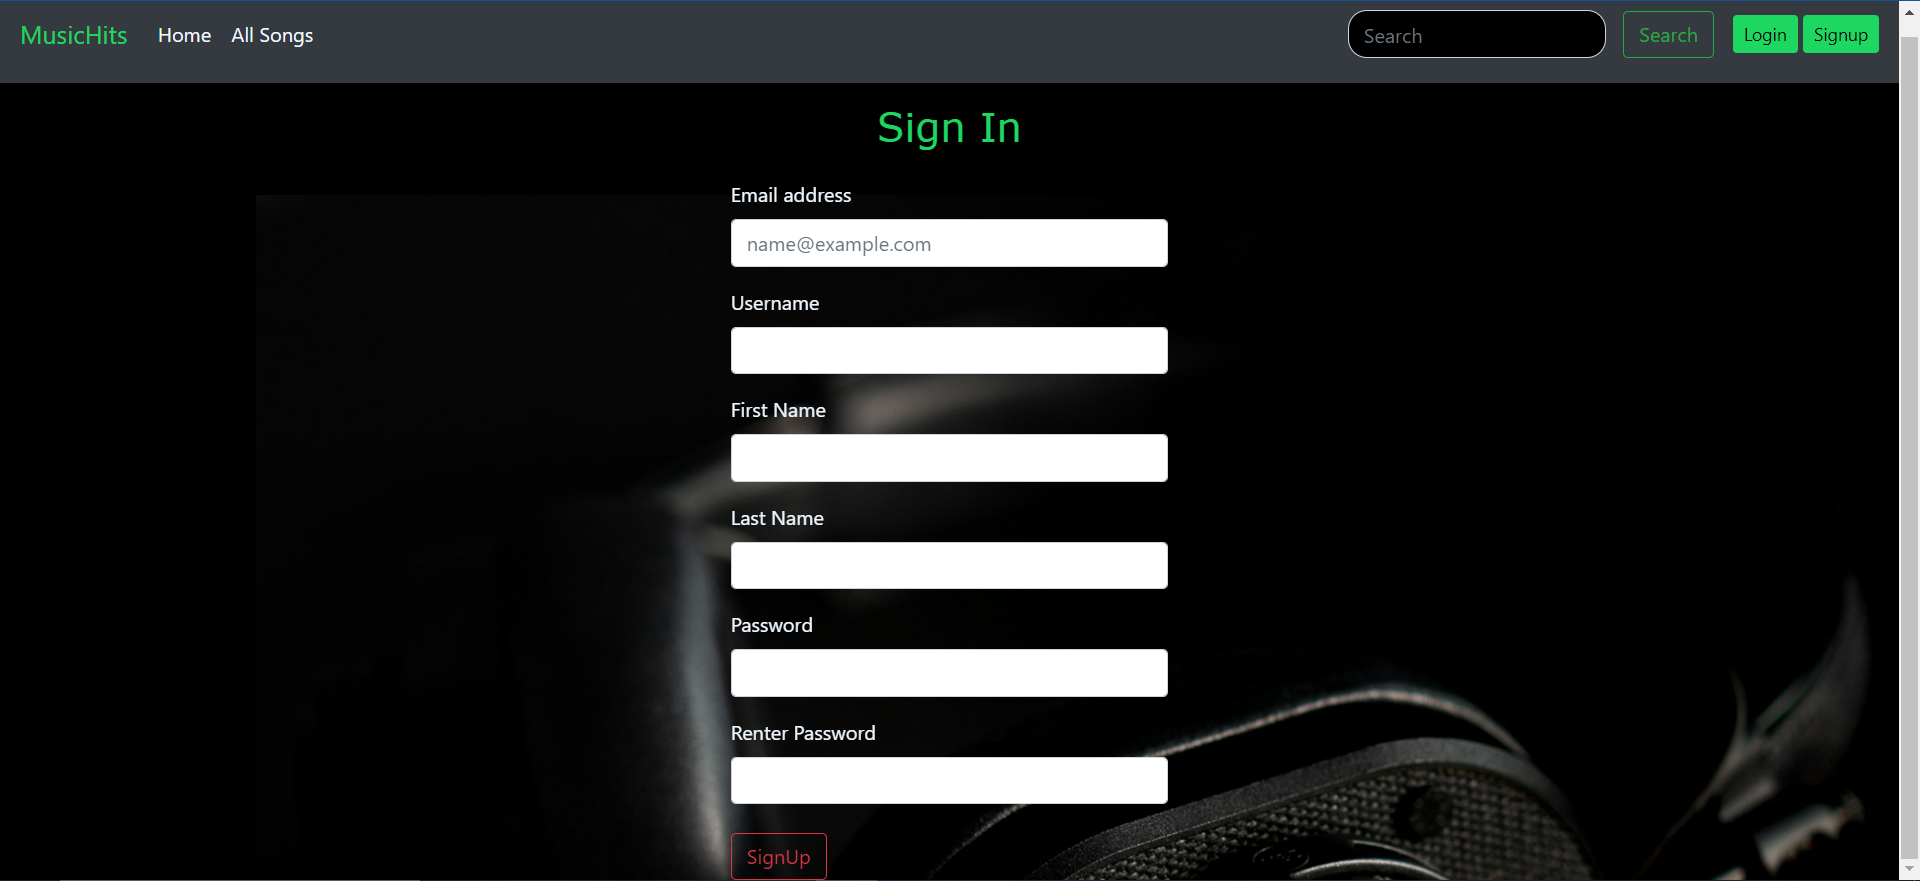 MusicHits Home All Songs Search Search Login Signup
Sign In
Email address
name@example.com
Username
First Name
Last Name
Password
Renter Password
SignUp